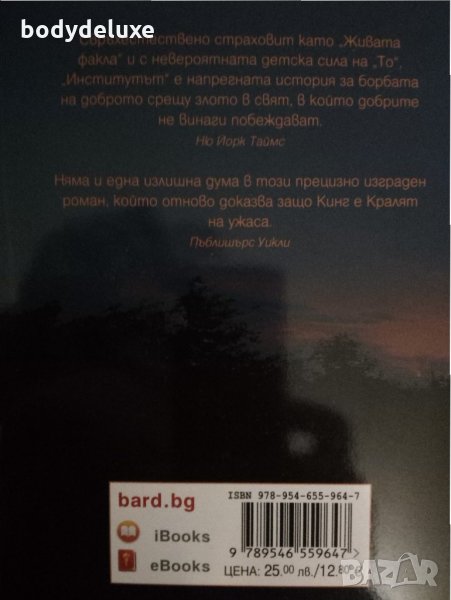 bodydeluxe
Свръхестествено страховит като „Живата
факла“ и с невероятната детска сила на „То“,
„Институтът“ е напрегната история за борбата
на доброто срещу злото в свят, в който добрите
не винаги побеждават.
Ню Йорк Таймс
Няма и една излишна дума в този прецизно изграден
роман, който отново доказва защо Кинг е Кралят
на ужаса.
Пъблишърс Уикли
bard.bg
iBooks
eBooks
ISBN 978-954-655-964-7
9 789546 559647
ЦЕНА: 25,00 лв./12.80
BAZAR